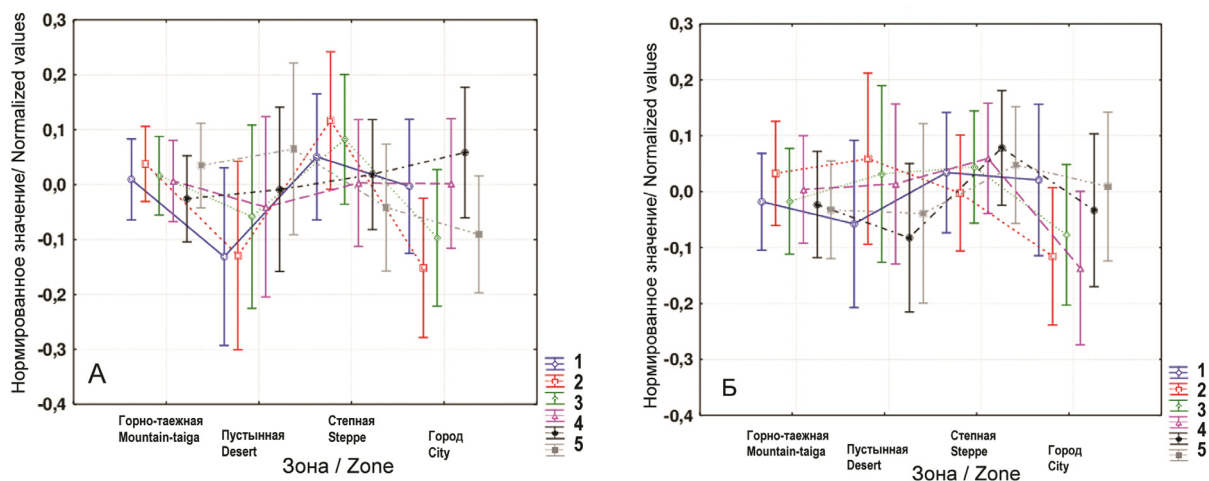 Нормированное значение/ Normalized values
0,3
0,2
0,1
0,0
-0,1
-0,2
-0,3
-0,4
А
Горно-таежная
Mountain-taiga
Пустынная
Desert
Степная
Steppe
Город
City
Зона / Zone
1
2
3
4
5
Нормированное значение/ Normalized values
0,3
0,2
0,1
0,0
-0,1
-0,2
-0,3
-0,4
Б
Горно-таежная
Mountain-taiga
Пустынная
Desert
Степная
Steppe
Город
City
Зона / Zone
1
2
3
4
5